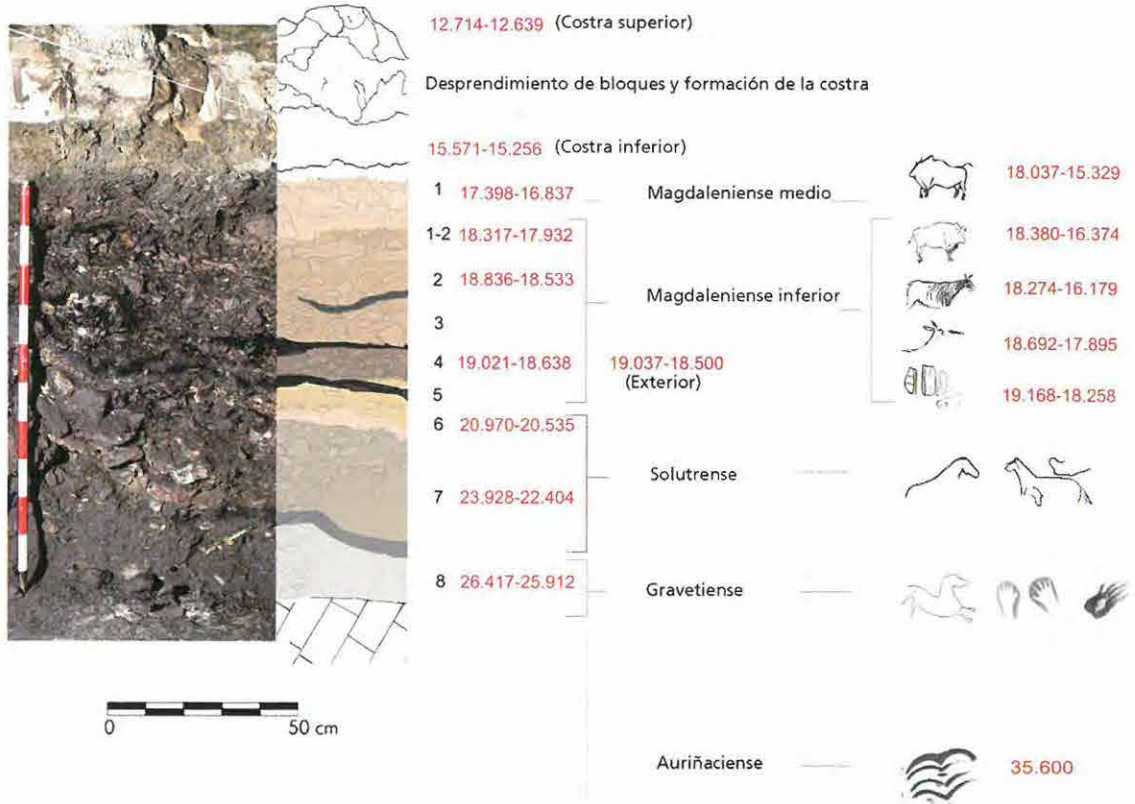 12.714-12.639 (Costra superior)
Desprendimiento de bloques y formación de la costra
15.571-15.256 (Costra inferior)
1 17.398-16.837 Magdaleniense medio 18.037-15.329
1-2 18.317-17.932 18.380-16.374
2 18.836-18.533 Magdaleniense inferior 18.274-16.179
3 18.692-17.895
4 19.021-18.638 19.037-18.500
(Exterior) 19.168-18.258
5
6 20.970-20.535
Solutrense
7 23.928-22.404
8 26.417-25.912 Gravetiense
0 50 cm
Auriñaciense 35.600